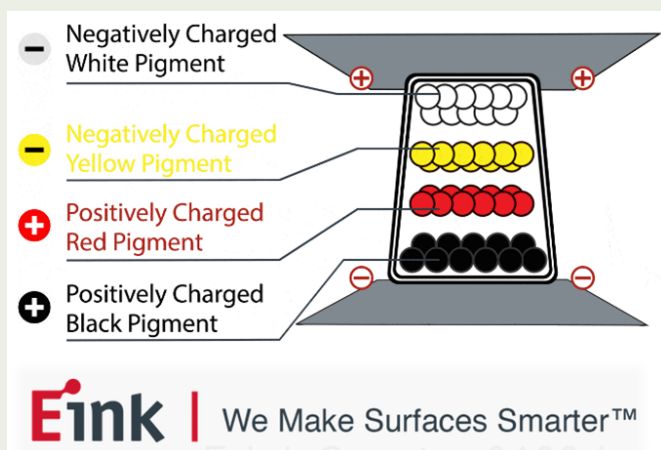 Negatively Charged
White Pigment
Negatively Charged
Yellow Pigment
Positively Charged
Red Pigment
Positively Charged
Black Pigment
Eink | We Make Surfaces Smarter™